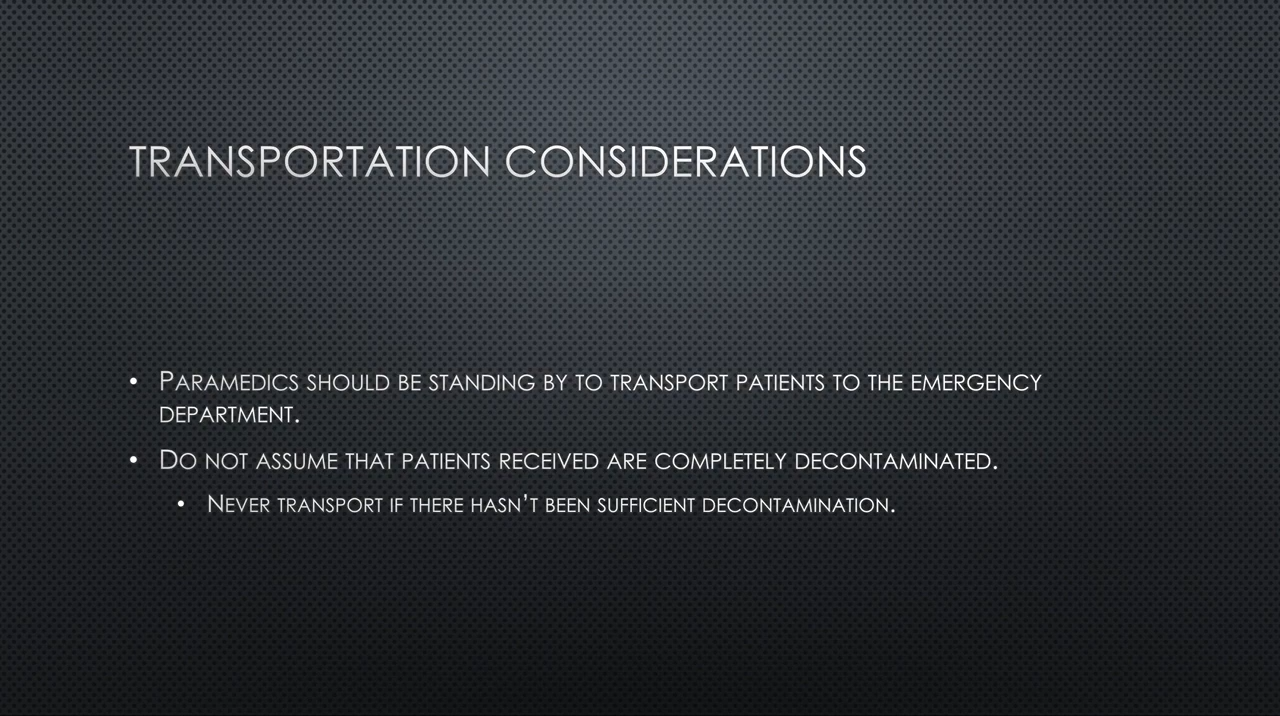 TRANSPORTATION CONSIDERATIONS
• PARAMEDICS SHOULD BE STANDING BY TO TRANSPORT PATIENTS TO THE EMERGENCY
DEPARTMENT.
• DO NOT ASSUME THAT PATIENTS RECEIVED ARE COMPLETELY DECONTAMINATED.
• NEVER TRANSPORT IF THERE HASN’T BEEN SUFFICIENT DECONTAMINATION.